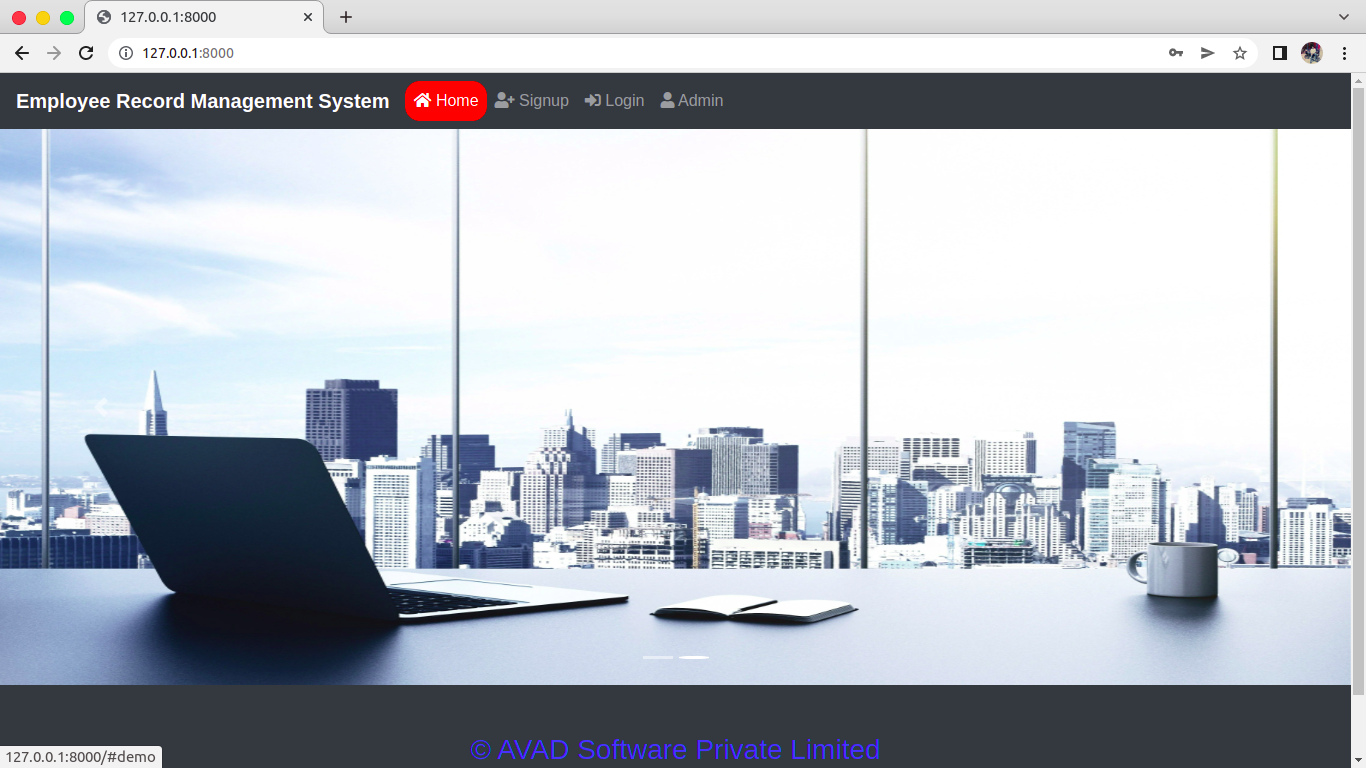 127.0.0.1:8000
127.0.0.1:8000
Employee Record Management System Home Signup Login Admin
© AVAD Software Private Limited
127.0.0.1:8000/#demo